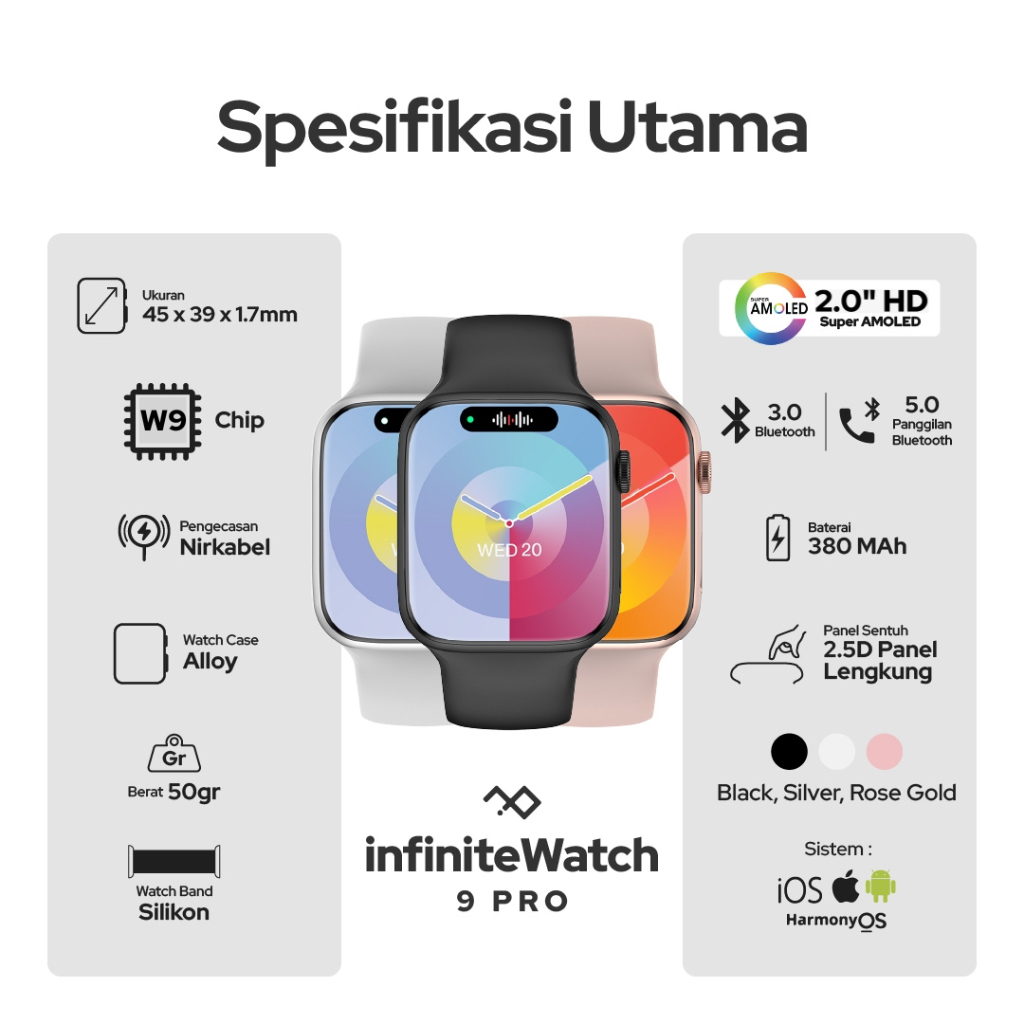 Spesifikasi Utama
Ukuran
45 x 39 x 1.7mm
W9
Chip
Pengecasan
Nirkabel
Watch Case
Alloy
Gr
Berat 50gr
Watch Band
Silikon
WED 20
infiniteWatch
9 PRO
SUPER
AMOLED
2.0" HD
Super AMOLED
3.0
Bluetooth
5.0
Panggilan
Bluetooth
Baterai
380 MAh
Panel Sentuh
2.5D Panel
Lengkung
Black, Silver, Rose Gold
Sistem :
iOS
HarmonyOS